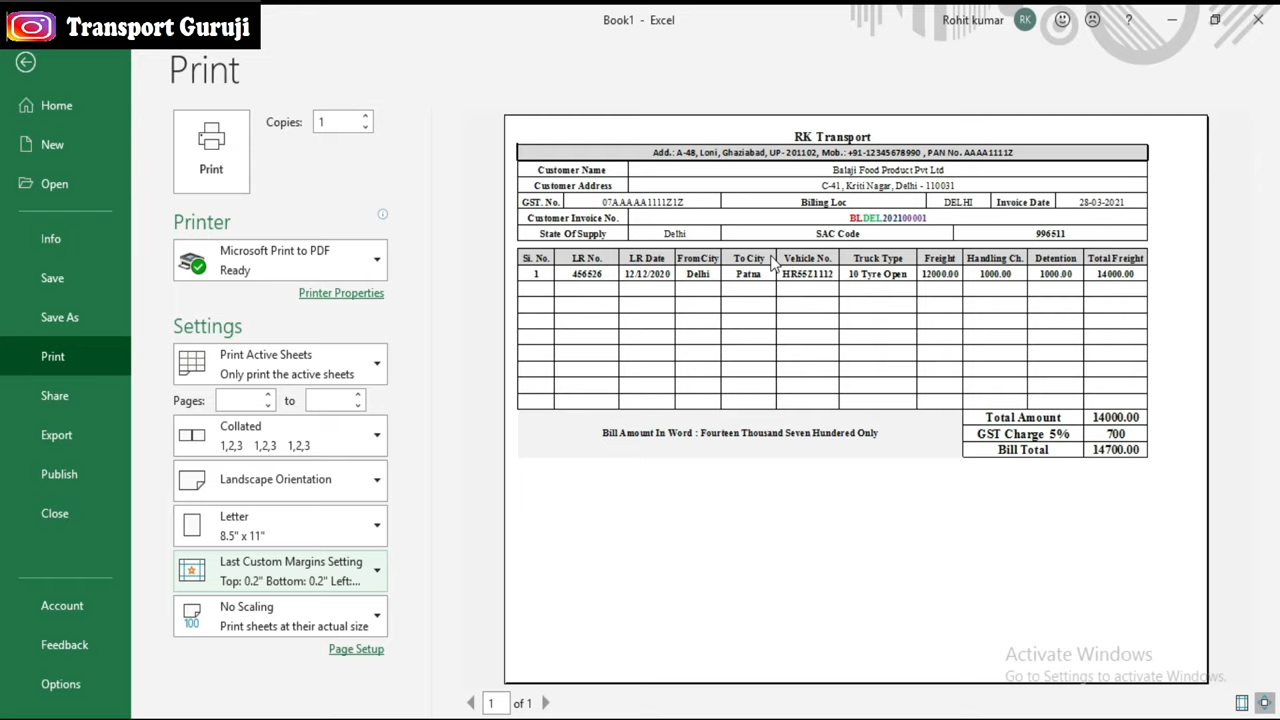 Transport Guruji
Book1 - Excel
Rohit kumar
RK
?
Print
Home
New
Open
Info
Save
Save As
Print
Share
Export
Publish
Close
Account
Feedback
Options
Print
Copies: 1
Printer
Microsoft Print to PDF
Ready
Printer Properties
Settings
Print Active Sheets
Only print the active sheets
Pages: to
Collated
1,2,3 1,2,3 1,2,3
Landscape Orientation
Letter
8.5" x 11"
Last Custom Margins Setting
Top: 0.2" Bottom: 0.2" Left:...
No Scaling
100
Print sheets at their actual size
Page Setup
RK Transport
Add.: A-48, Loni, Ghaziabad, UP- 201102, Mob.: +91-12345678990 , PAN No. AAAA1111Z
Customer Name Balaji Food Product Pvt Ltd
Customer Address C-41, Kriti Nagar, Delhi - 110031
GST. No. 07AAAAA1111Z1Z Billing Loc DELHI Invoice Date 28-03-2021
Customer Invoice No. BLDEL202100001
State Of Supply Delhi SAC Code 996511
Si. No. LR No. LR Date From City To City Vehicle No. Truck Type Freight Handling Ch. Detention Total Freight
1 456526 12/12/2020 Delhi Patna HR55Z1112 10 Tyre Open 12000.00 1000.00 1000.00 14000.00
Total Amount 14000.00
Bill Amount In Word : Fourteen Thousand Seven Hundered Only
GST Charge 5% 700
Bill Total 14700.00
Activate Windows
Go to Settings to activate Windows.
1 of 1